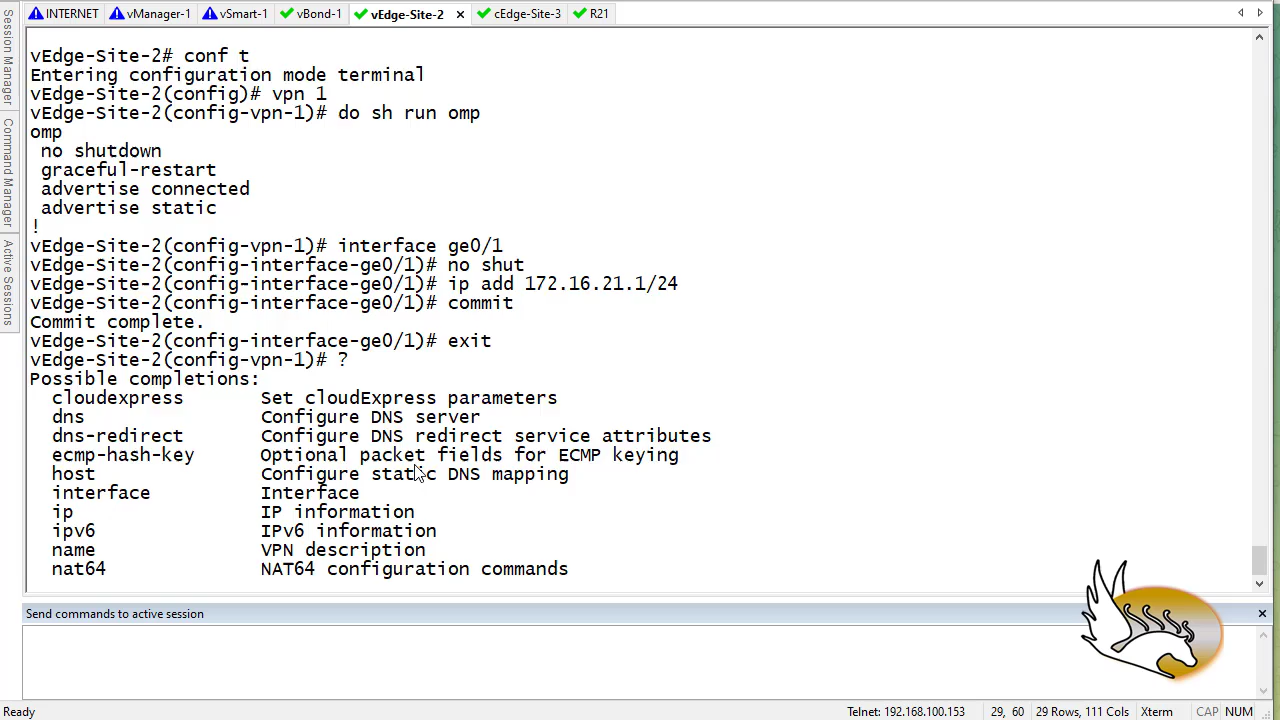 INTERNET vManager-1 vSmart-1 vBond-1 vEdge-Site-2 cEdge-Site-3 R21
Session Manager
Command Manager
Active Sessions
vEdge-Site-2# conf t
Entering configuration mode terminal
vEdge-Site-2(config)# vpn 1
vEdge-Site-2(config-vpn-1)# do sh run omp
omp
no shutdown
graceful-restart
advertise connected
advertise static
!
vEdge-Site-2(config-vpn-1)# interface ge0/1
vEdge-Site-2(config-interface-ge0/1)# no shut
vEdge-Site-2(config-interface-ge0/1)# ip add 172.16.21.1/24
vEdge-Site-2(config-interface-ge0/1)# commit
Commit complete.
vEdge-Site-2(config-interface-ge0/1)# exit
vEdge-Site-2(config-vpn-1)# ?
Possible completions:
cloudexpress Set cloudExpress parameters
dns Configure DNS server
dns-redirect Configure DNS redirect service attributes
ecmp-hash-key Optional packet fields for ECMP keying
host Configure static DNS mapping
interface Interface
ip IP information
ipv6 IPv6 information
name VPN description
nat64 NAT64 configuration commands
Send commands to active session
Ready Telnet: 192.168.100.153 29, 60 29 Rows, 111 Cols Xterm CAP NUM